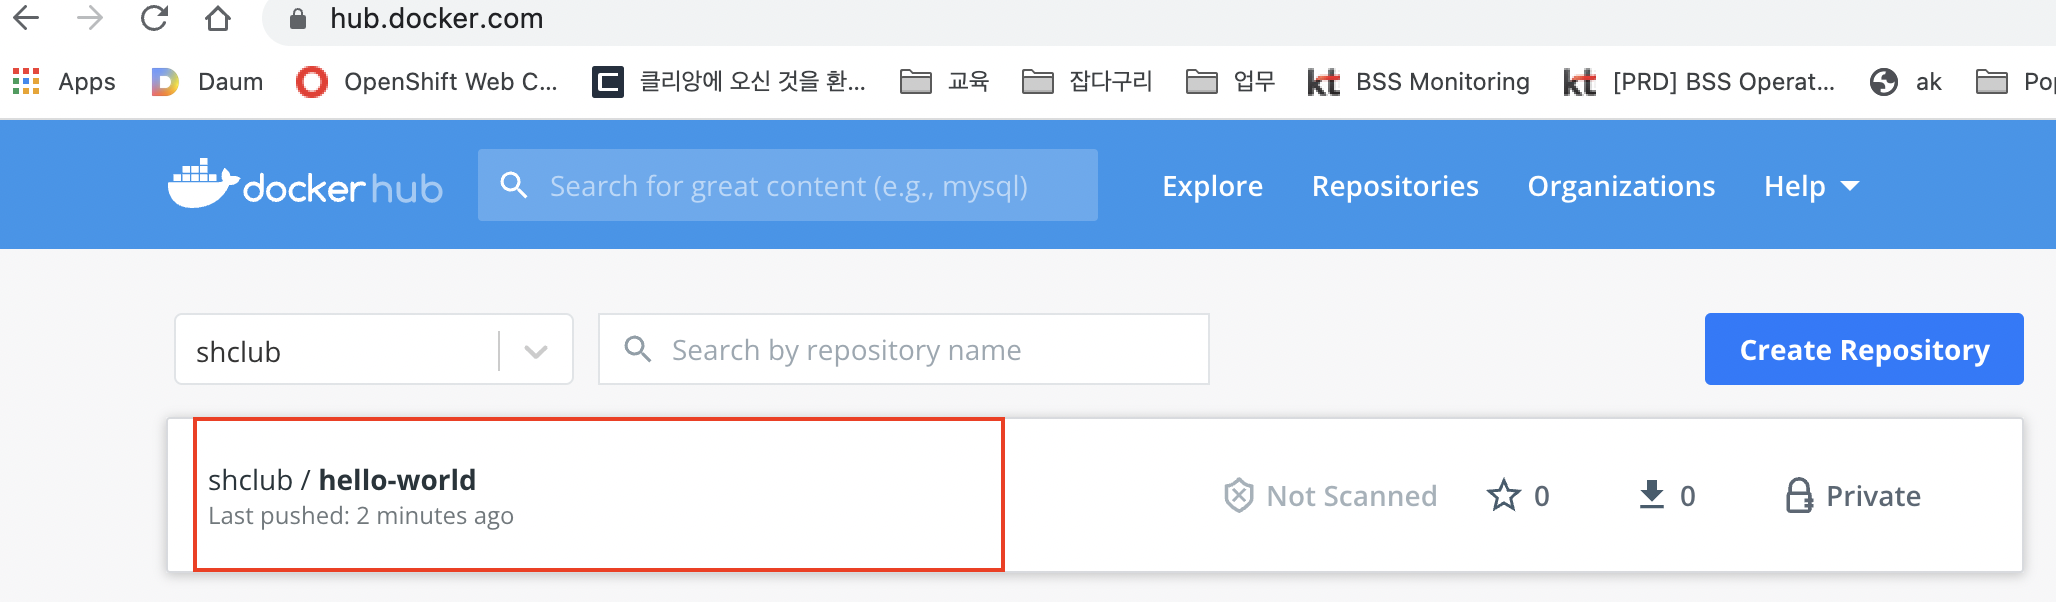 hub.docker.com
Apps Daum OpenShift Web C... 클리앙에 오신 것을 환... 교육 잡다구리 업무 kt BSS Monitoring kt [PRD] BSS Operat... ak
docker hub Search for great content (e.g., mysql) Explore Repositories Organizations Help
shclub Search by repository name Create Repository
shclub / hello-world
Last pushed: 2 minutes ago
Not Scanned 0 0 Private